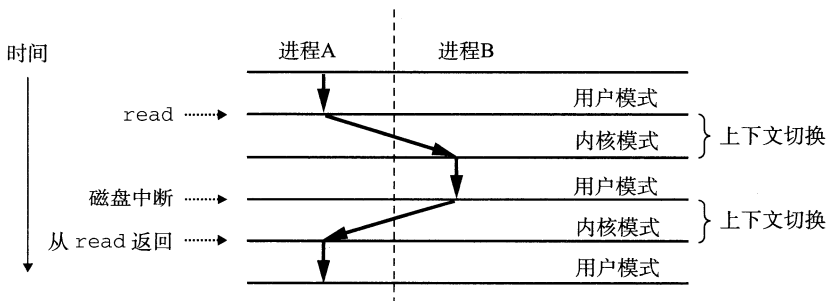 进程A 进程B
时间
用户模式
read
内核模式 上下文切换
用户模式
磁盘中断
内核模式 上下文切换
从 read 返回
用户模式